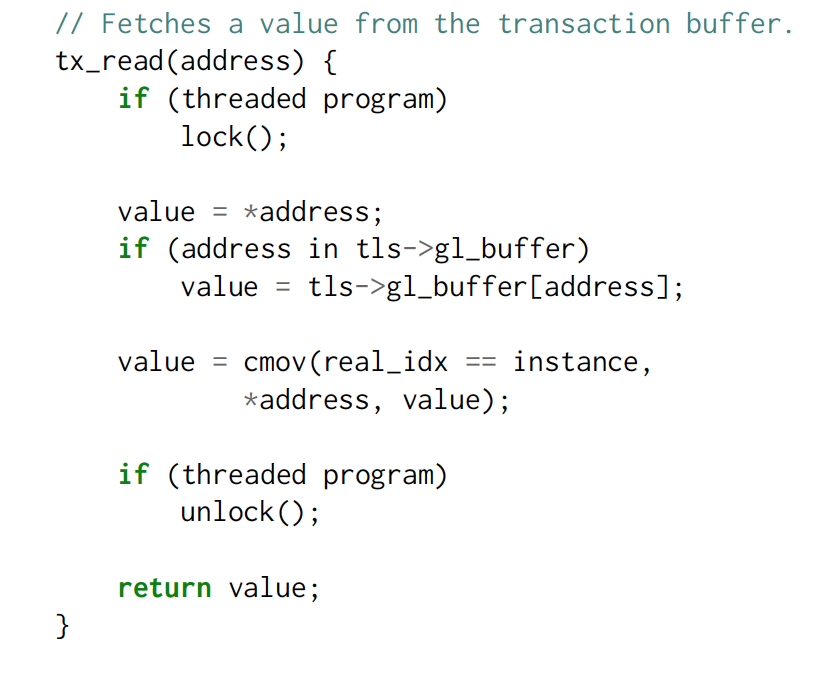 // Fetches a value from the transaction buffer.
tx_read(address) {
    if (threaded program)
        lock();
    value = *address;
    if (address in tls->gl_buffer)
        value = tls->gl_buffer[address];
    value = cmov(real_idx == instance,
            *address, value);
    if (threaded program)
        unlock();
    return value;
}